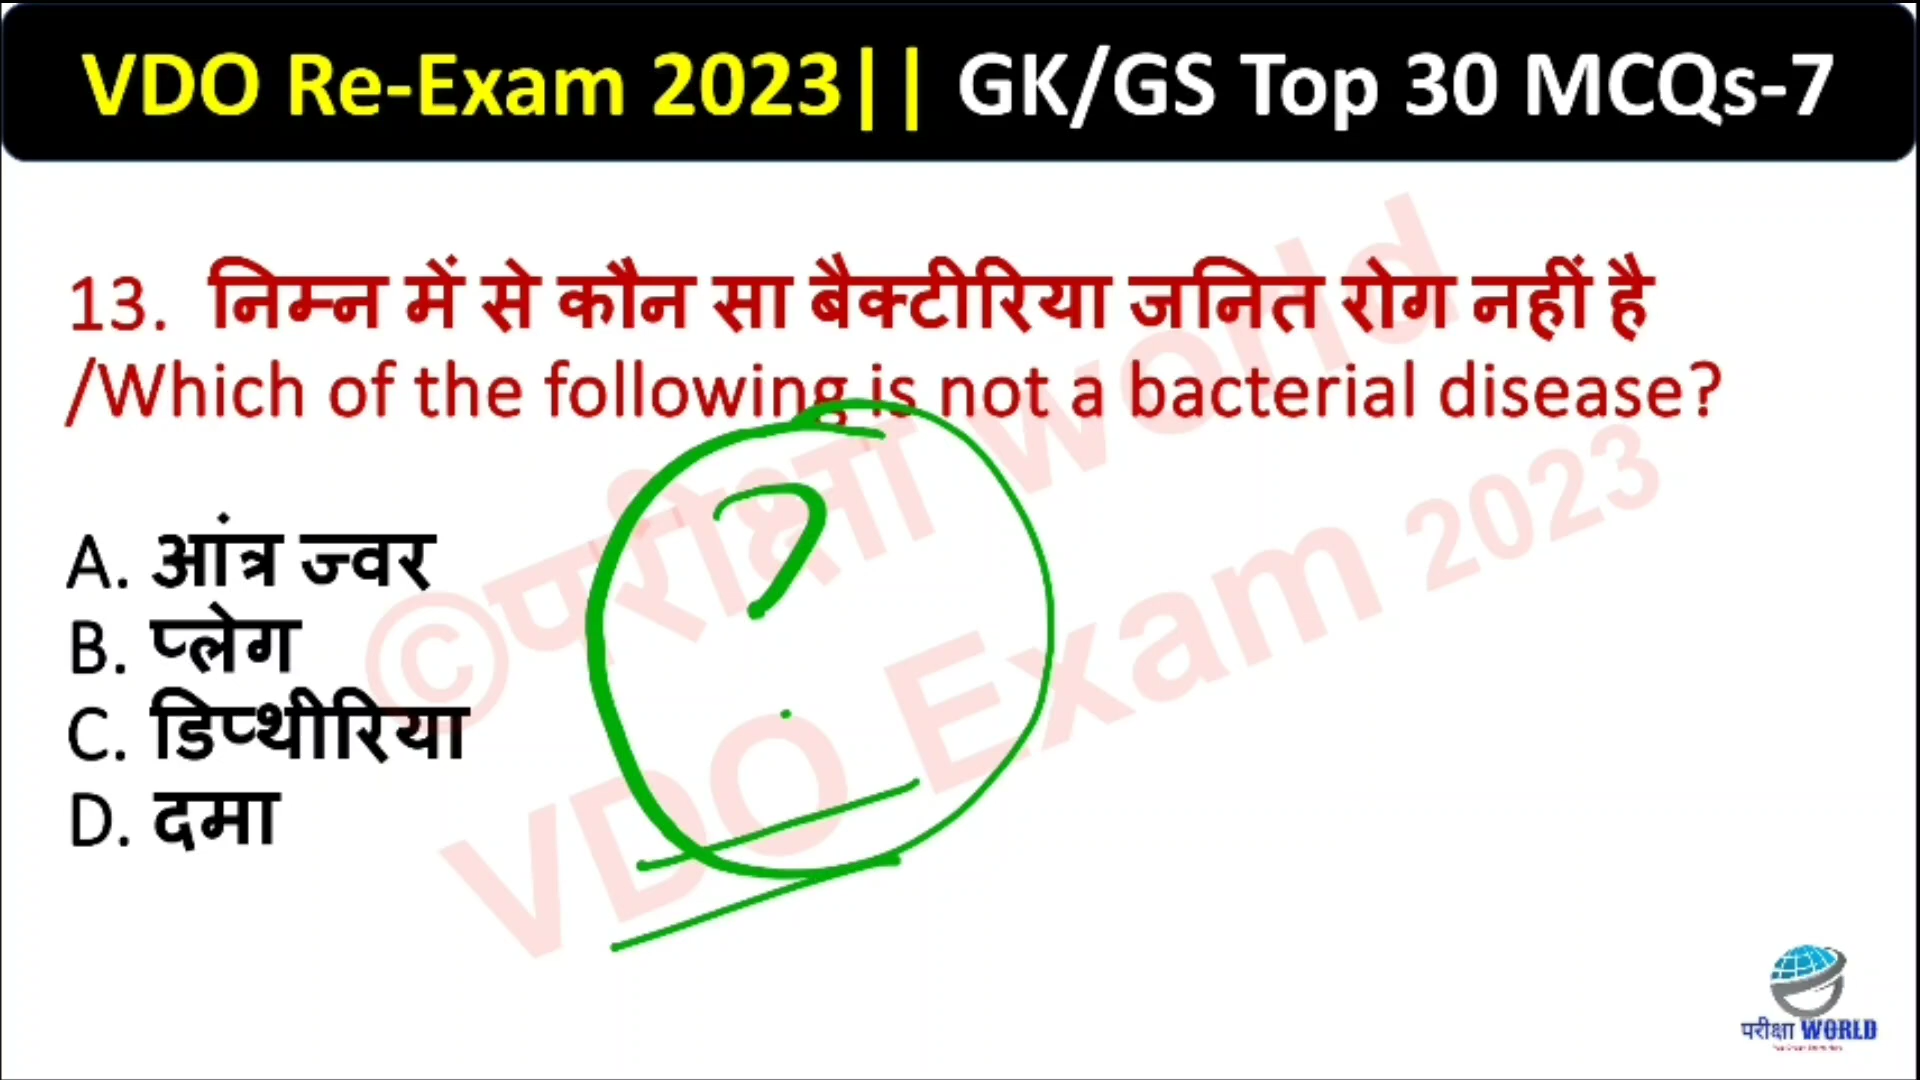 VDO Re-Exam 2023|| GK/GS Top 30 MCQs-7
13. निम्न में से कौन सा बैक्टीरिया जनित रोग नहीं है
/Which of the following is not a bacterial disease?
A. आंत्र ज्वर
B. प्लेग
C. डिप्थीरिया
D. दमा
©परीक्षा world
VDO Exam 2023
?
परीक्षा WORLD